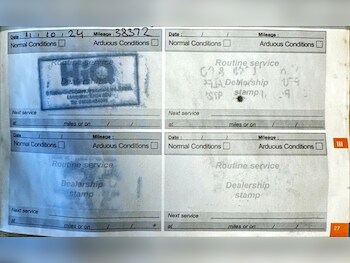 Date : 11 / 10 / 24 Mileage : 58372
Normal Conditions Arduous Conditions
HiQ
Next service
at miles or on / /
Date : / / Mileage :
Normal Conditions Arduous Conditions
Routine service
Dealership
stamp
Next service
at miles or on / /
Date : / / Mileage :
Normal Conditions Arduous Conditions
Routine service
Dealership
stamp
Next service
at miles or on / /
Date : / / Mileage :
Normal Conditions Arduous Conditions
Routine service
Dealership
stamp
Next service
at miles or on / /
27